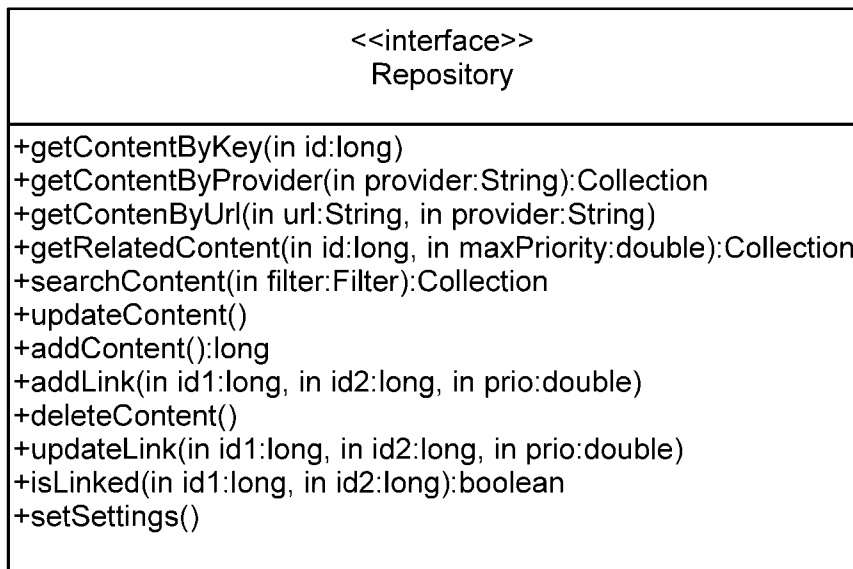 <<interface>>
Repository
+getContentByKey(in id:long)
+getContentByProvider(in provider:String):Collection
+getContenByUrl(in url:String, in provider:String)
+getRelatedContent(in id:long, in maxPriority:double):Collection
+searchContent(in filter:Filter):Collection
+updateContent()
+addContent():long
+addLink(in id1:long, in id2:long, in prio:double)
+deleteContent()
+updateLink(in id1:long, in id2:long, in prio:double)
+isLinked(in id1:long, in id2:long):boolean
+setSettings()